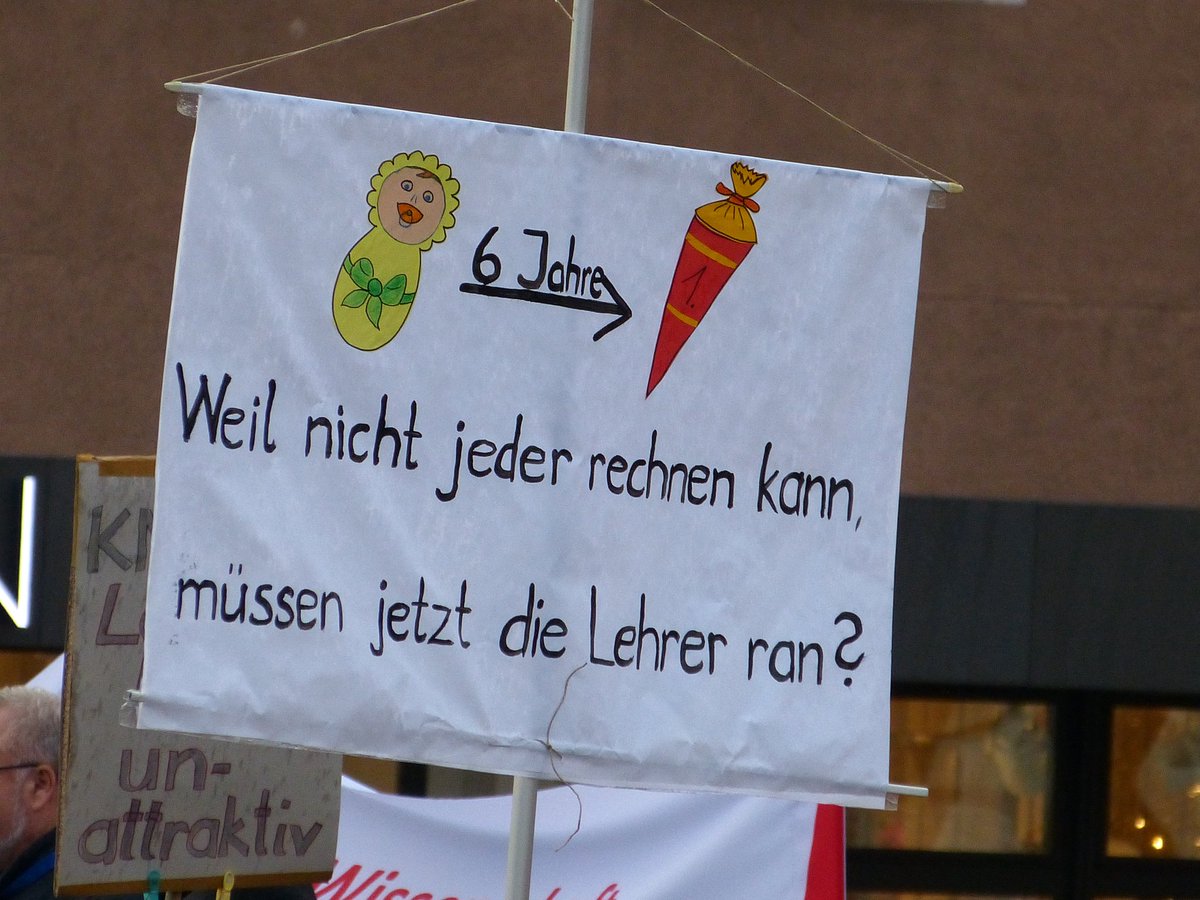 6 Jahre
1.
Weil nicht jeder rechnen kann,
müssen jetzt die Lehrer ran?
un-
attraktiv